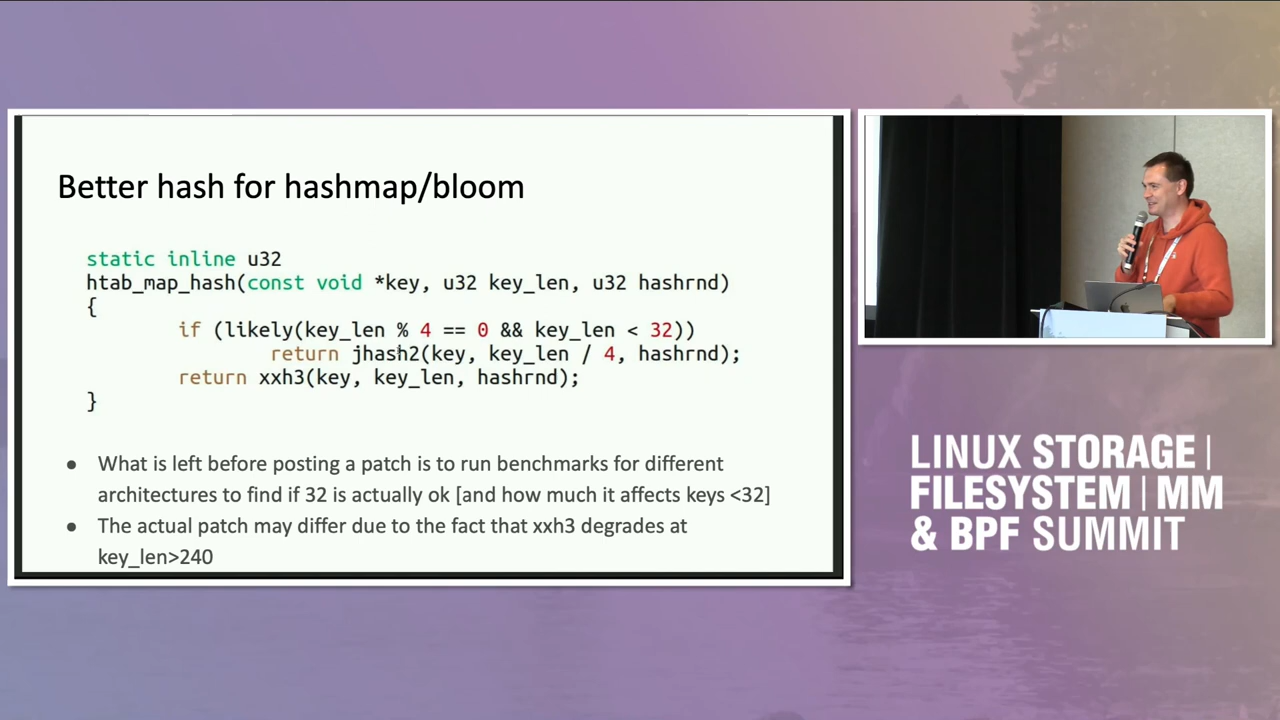 Better hash for hashmap/bloom
static inline u32
htab_map_hash(const void *key, u32 key_len, u32 hashrnd)
{
if (likely(key_len % 4 == 0 && key_len < 32))
return jhash2(key, key_len / 4, hashrnd);
return xxh3(key, key_len, hashrnd);
}
● What is left before posting a patch is to run benchmarks for different
architectures to find if 32 is actually ok [and how much it affects keys <32]
● The actual patch may differ due to the fact that xxh3 degrades at
key_len>240
LINUX STORAGE |
FILESYSTEM | MM
& BPF SUMMIT